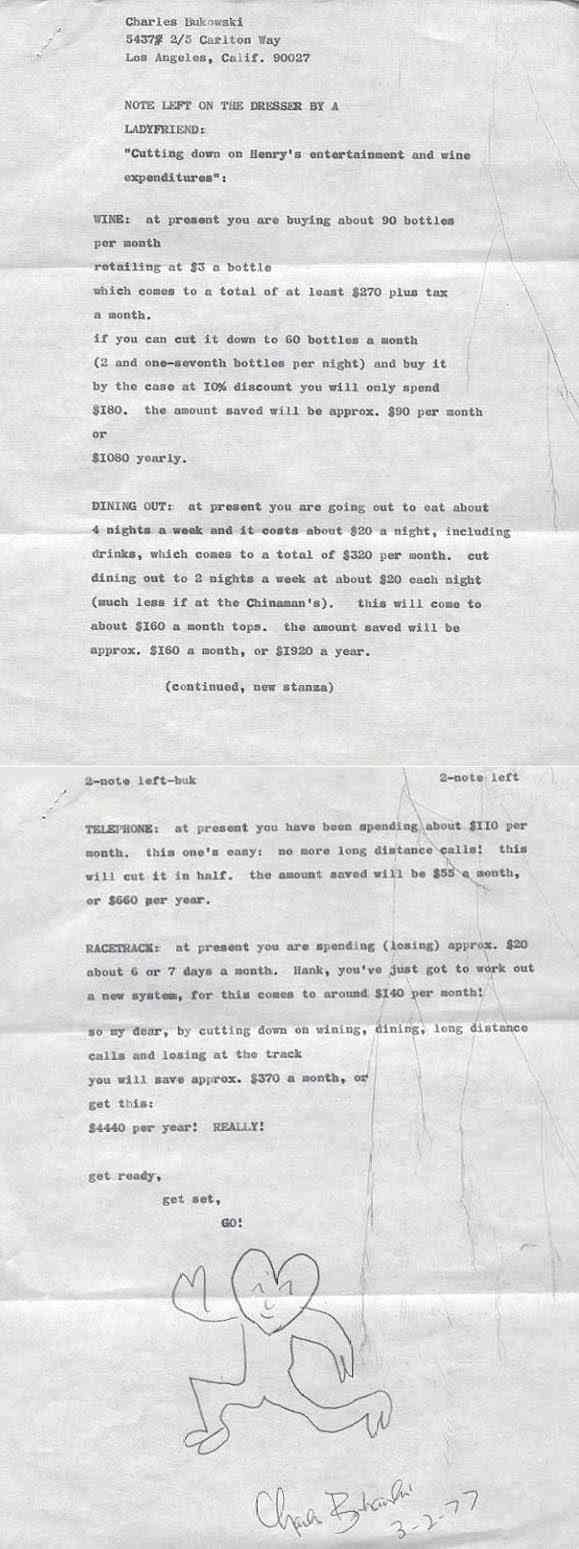 Charles Bukowski
5437⅞ 2/5 Carlton Way
Los Angeles, Calif. 90027
NOTE LEFT ON THE DRESSER BY A
LADYFRIEND:
"Cutting down on Henry's entertainment and wine
expenditures":
WINE: at present you are buying about 90 bottles
per month
retailing at $3 a bottle
which comes to a total of at least $270 plus tax
a month.
if you can cut it down to 60 bottles a month
(2 and one-seventh bottles per night) and buy it
by the case at I0% discount you will only spend
$I80. the amount saved will be approx. $90 per month
or
$I080 yearly.
DINING OUT: at present you are going out to eat about
4 nights a week and it costs about $20 a night, including
drinks, which comes to a total of $320 per month. cut
dining out to 2 nights a week at about $20 each night
(much less if at the Chinaman's). this will come to
about $I60 a month tops. the amount saved will be
approx. $I60 a month, or $I920 a year.
(continued, new stanza)
2-note left-buk 2-note left
TELEPHONE: at present you have been spending about $II0 per
month. this one's easy: no more long distance calls! this
will cut it in half. the amount saved will be $55 a month,
or $660 per year.
RACETRACK: at present you are spending (losing) approx. $20
about 6 or 7 days a month. Hank, you've just got to work out
a new system, for this comes to around $I40 per month!
so my dear, by cutting down on wining, dining, long distance
calls and losing at the track
you will save approx. $370 a month, or
get this:
$4440 per year! REALLY!
get ready,
get set,
GO!
Charles Bukowski
3-2-77